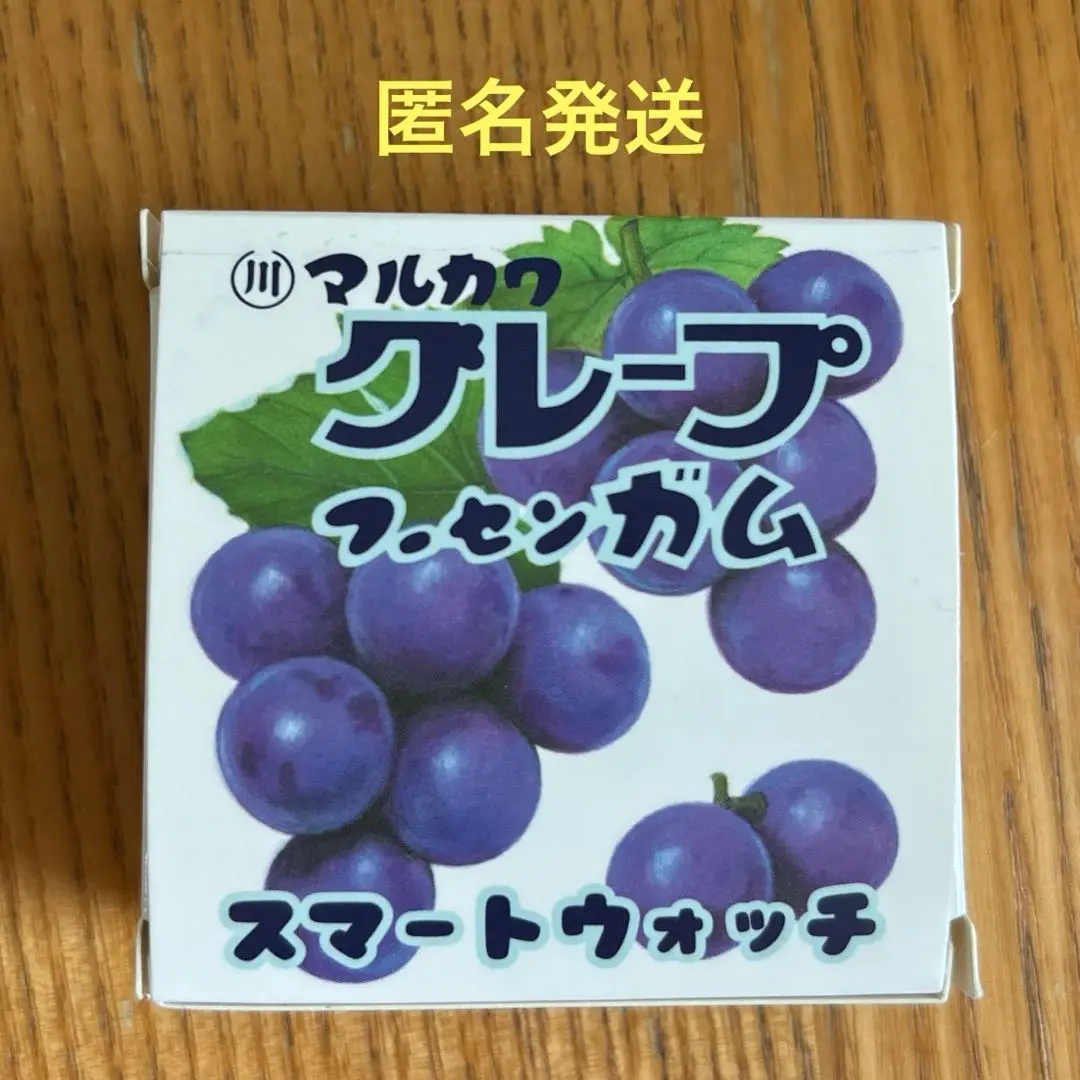 匿名発送
川 マルカワ
グレープ
フーセンガム
スマートウォッチ